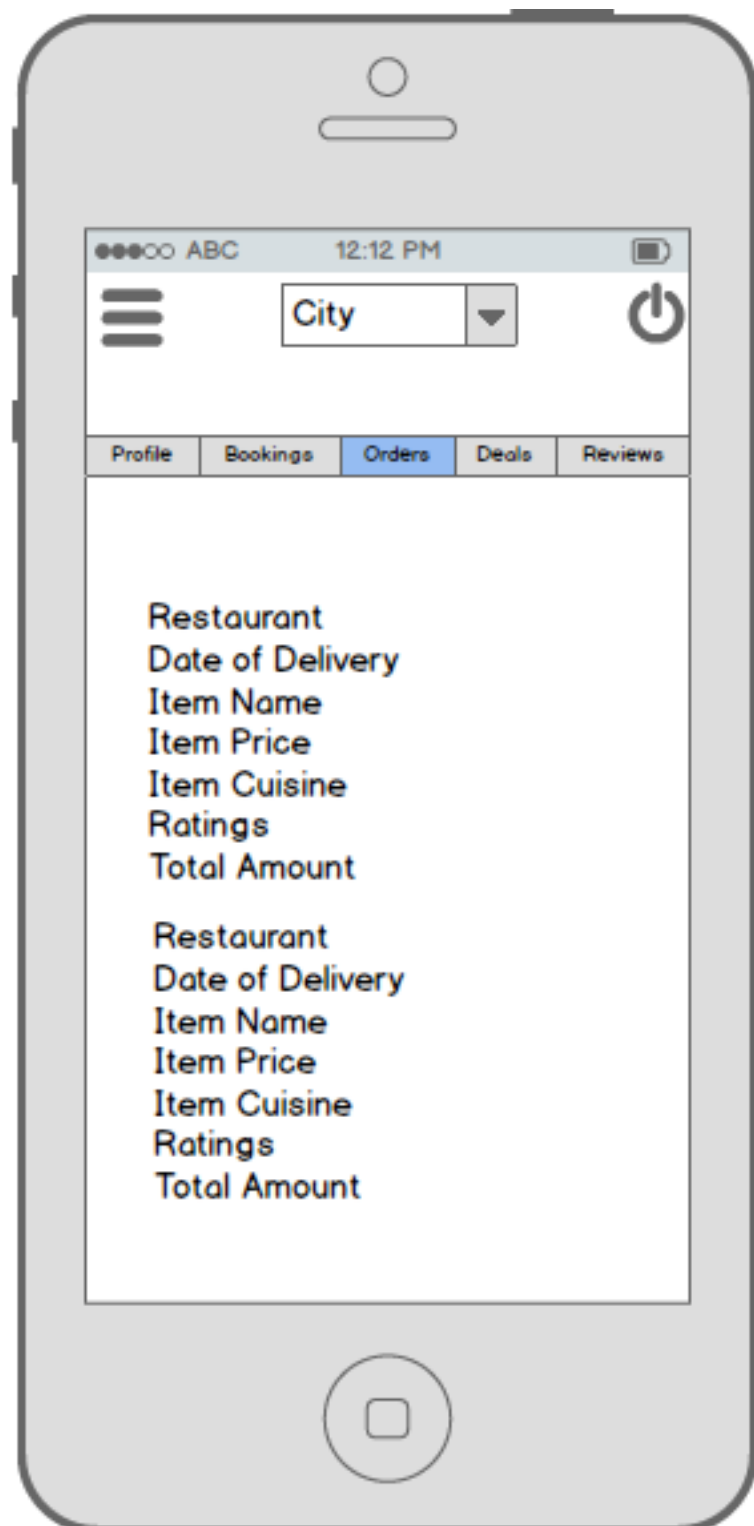 ABC 12:12 PM
City
Profile Bookings Orders Deals Reviews
Restaurant
Date of Delivery
Item Name
Item Price
Item Cuisine
Ratings
Total Amount
Restaurant
Date of Delivery
Item Name
Item Price
Item Cuisine
Ratings
Total Amount